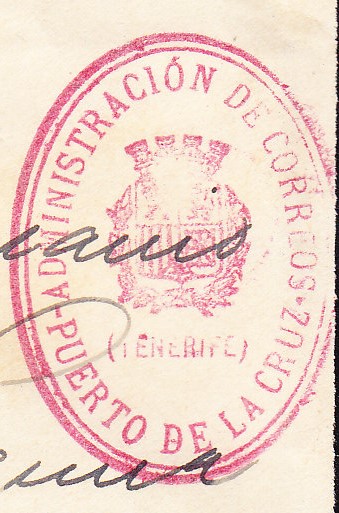 ADMINISTRACIÓN DE CORREOS
(TENERIFE)
PUERTO DE LA CRUZ